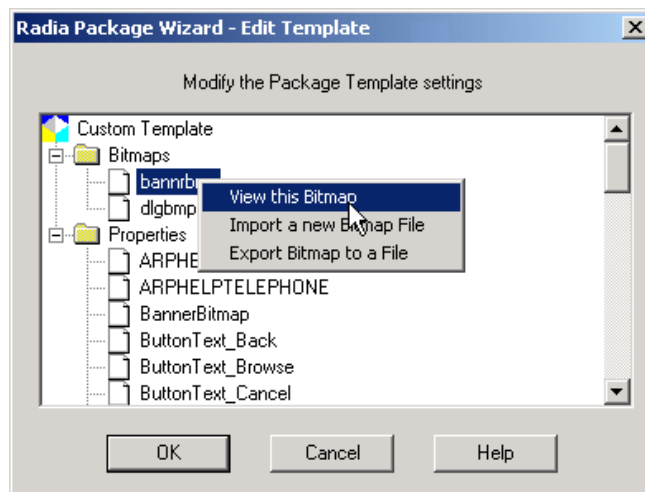 Radia Package Wizard - Edit Template
Modify the Package Template settings
Custom Template
Bitmaps
View this Bitmap
dlgbmp
Import a new Bitmap File
Properties
Export Bitmap to a File
ARPHELPTELEPHONE
BannerBitmap
ButtonText_Back
ButtonText_Browse
ButtonText_Cancel
OK Cancel Help